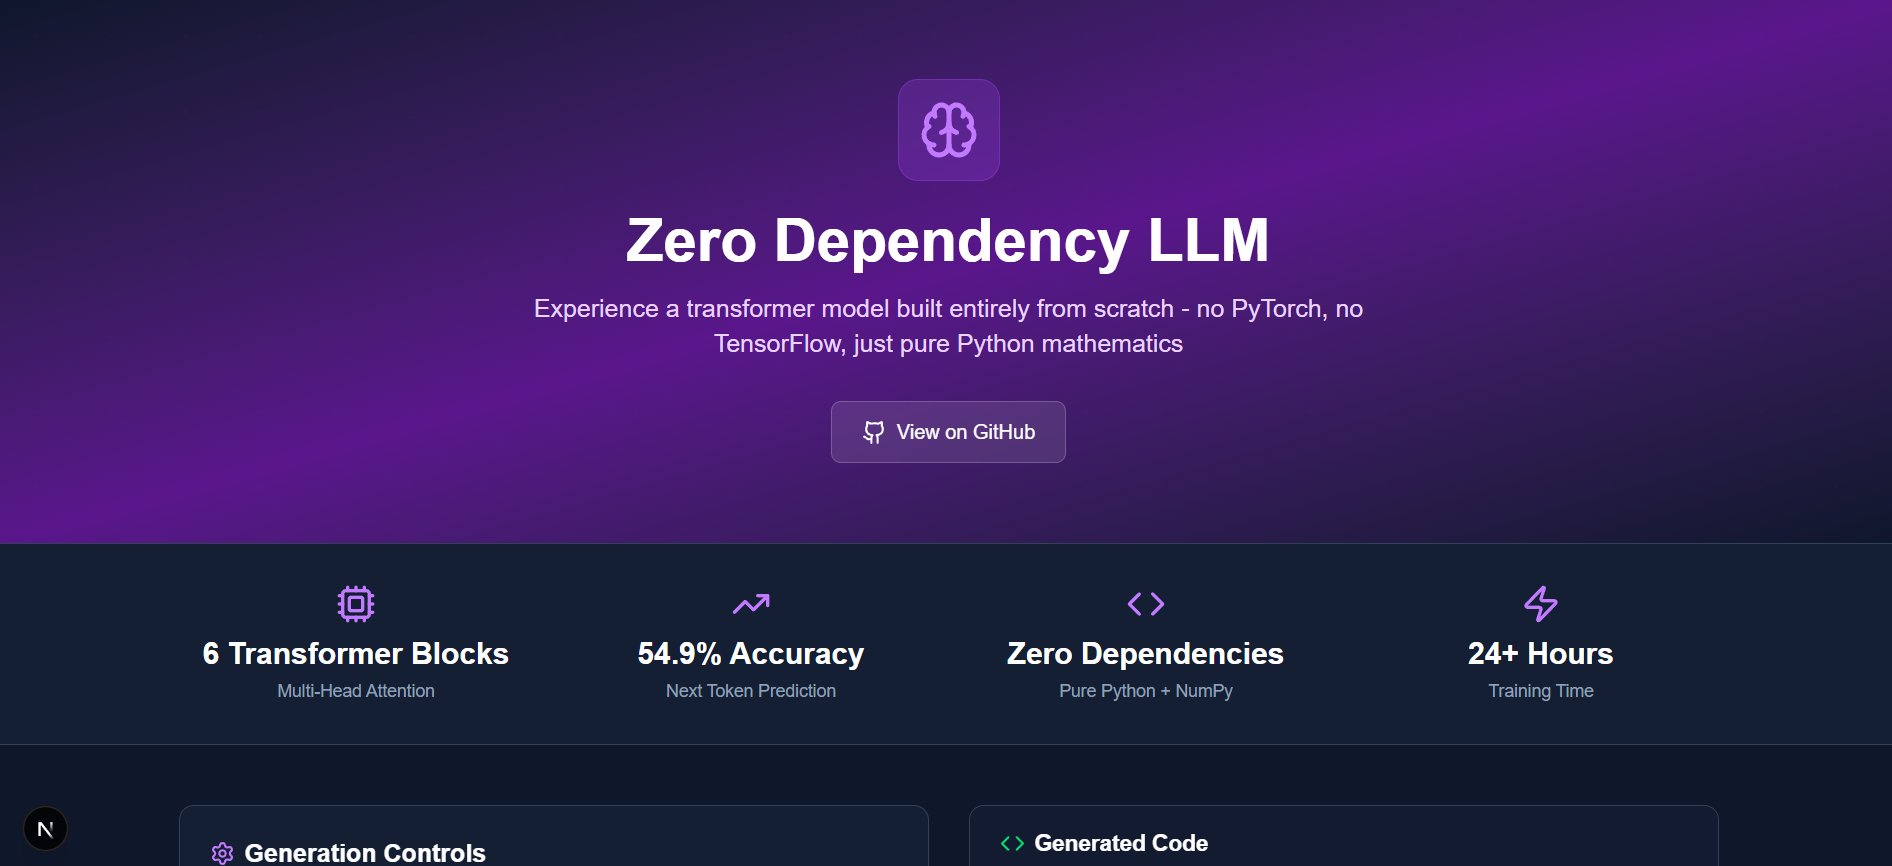 Zero Dependency LLM
Experience a transformer model built entirely from scratch - no PyTorch, no
TensorFlow, just pure Python mathematics
View on GitHub
6 Transformer Blocks
Multi-Head Attention
54.9% Accuracy
Next Token Prediction
Zero Dependencies
Pure Python + NumPy
24+ Hours
Training Time
N
Generation Controls
Generated Code